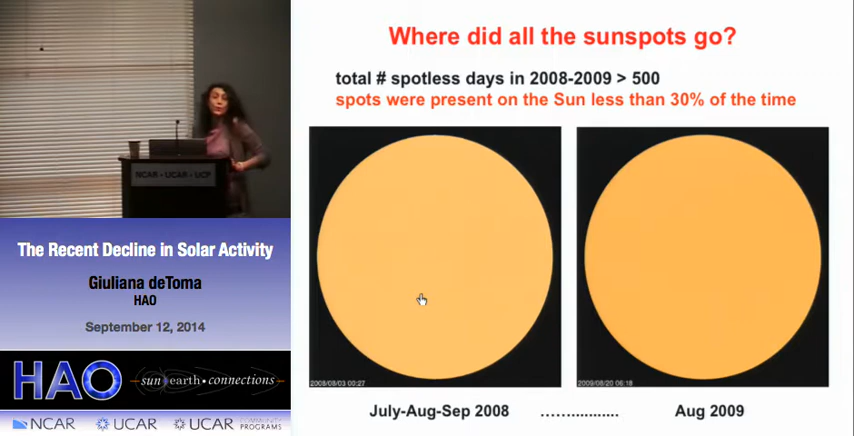 Where did all the sunspots go?
total # spotless days in 2008-2009 > 500
spots were present on the Sun less than 30% of the time
NCAR - UCAR - UCP
The Recent Decline in Solar Activity
Giuliana deToma
HAO
September 12, 2014
2008/08/03 00:27
2009/08/20 06:18
July-Aug-Sep 2008 ............... Aug 2009
HAO
sun earth • connections
NCAR UCAR UCAR COMMUNITY
PROGRAMS